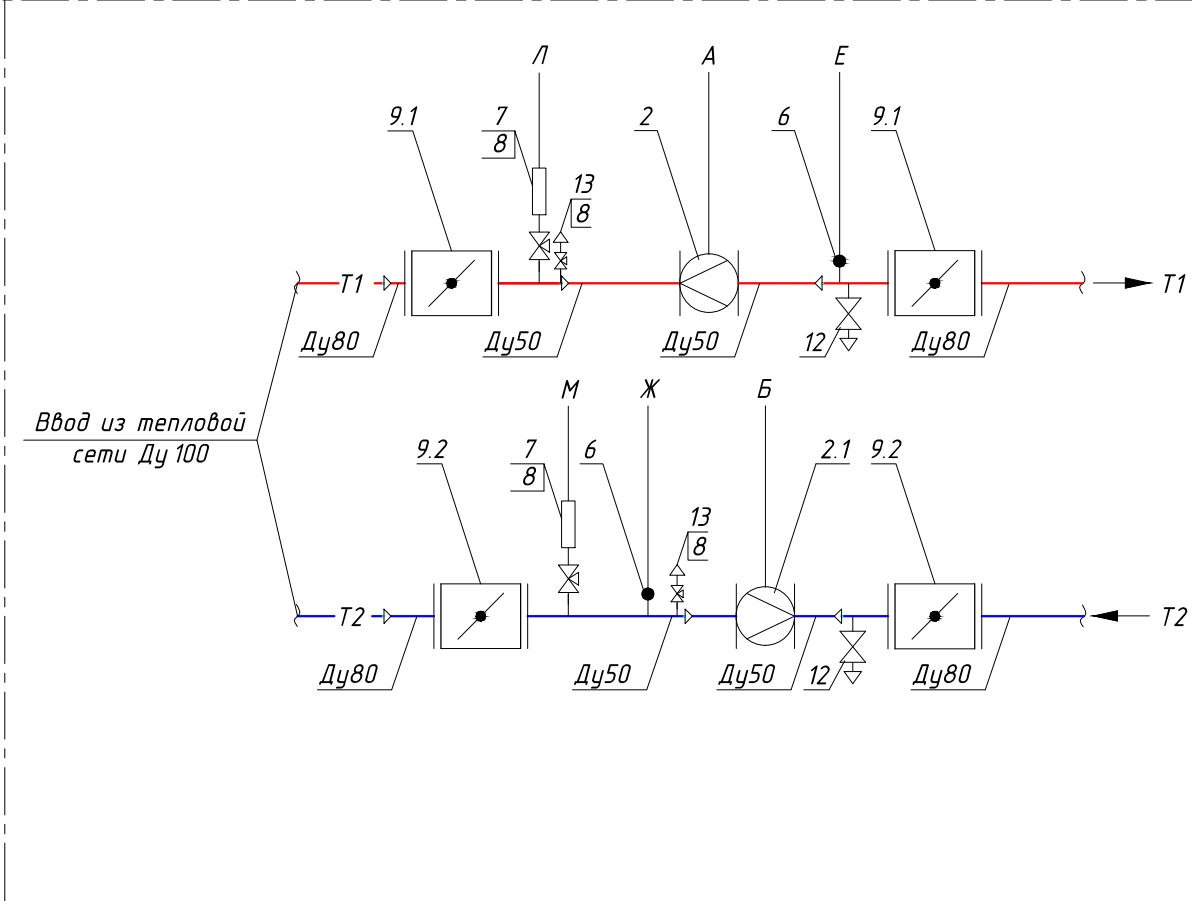 Л
А
Е
9.1
7
8
2
6
9.1
13
8
Т1
Т1
Ду80
Ду50
Ду50
12
Ду80
М
Ж
Б
Ввод из тепловой
сети Ду 100
9.2
7
8
6
2.1
9.2
13
8
Т2
Т2
Ду80
Ду50
Ду50
12
Ду80